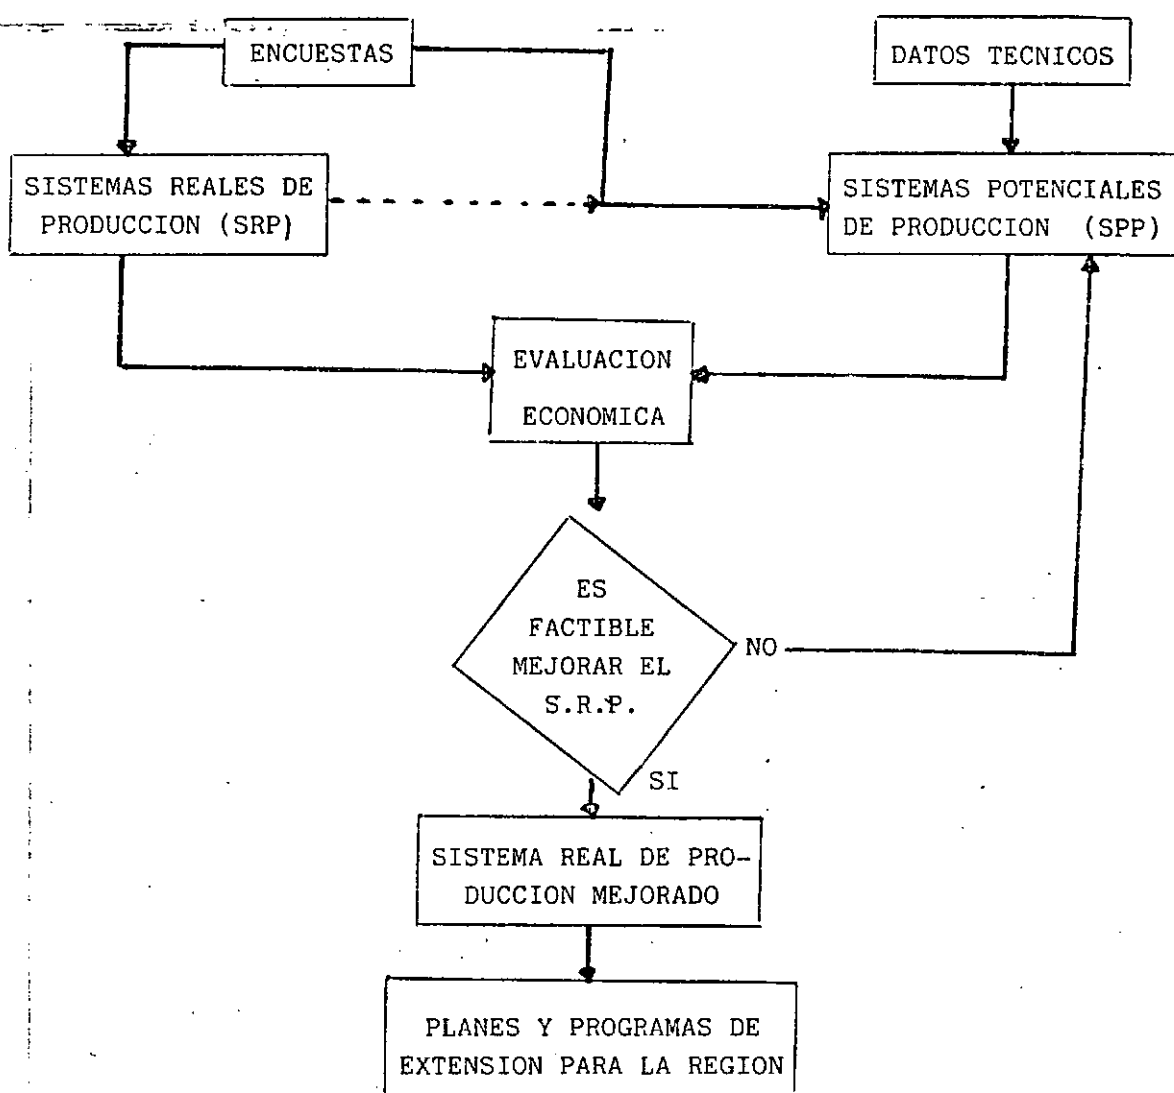 ENCUESTAS
DATOS TECNICOS
SISTEMAS REALES DE
PRODUCCION (SRP)
SISTEMAS POTENCIALES
DE PRODUCCION (SPP)
EVALUACION
ECONOMICA
ES
FACTIBLE
MEJORAR EL
S.R.P.
NO
SI
SISTEMA REAL DE PRO-
DUCCION MEJORADO
PLANES Y PROGRAMAS DE
EXTENSION PARA LA REGION